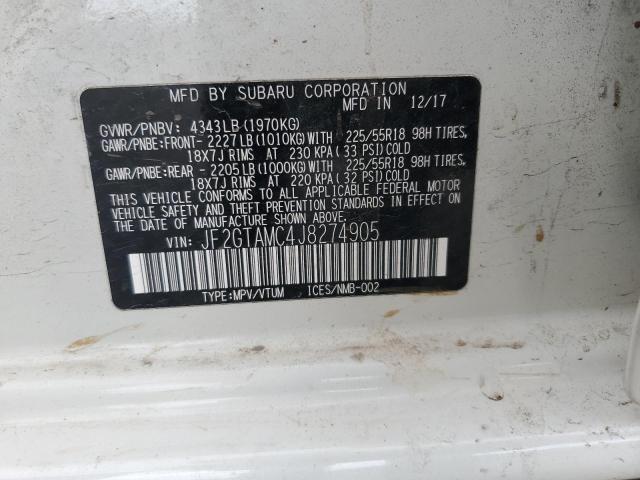 MFD BY SUBARU CORPORATION
MFD IN 12/17
GVWR/PNBV: 4343LB(1970KG)
GAWR/PNBE:FRONT- 2227LB(1010KG)WITH 225/55R18 98H TIRES,
18X7J RIMS AT 230 KPA (33 PSI) COLD
GAWR/PNBE:REAR - 2205LB(1000KG)WITH 225/55R18 98H TIRES,
18X7J RIMS AT 220 KPA (32 PSI) COLD
THIS VEHICLE CONFORMS TO ALL APPLICABLE FEDERAL MOTOR
VEHICLE SAFETY AND THEFT PREVENTION STANDARDS IN EFFECT ON
THE DATE OF MANUFACTURE SHOWN ABOVE.
VIN: JF2GTAMC4J8274905
TYPE:MPV/VTUM ICES/NMB-002